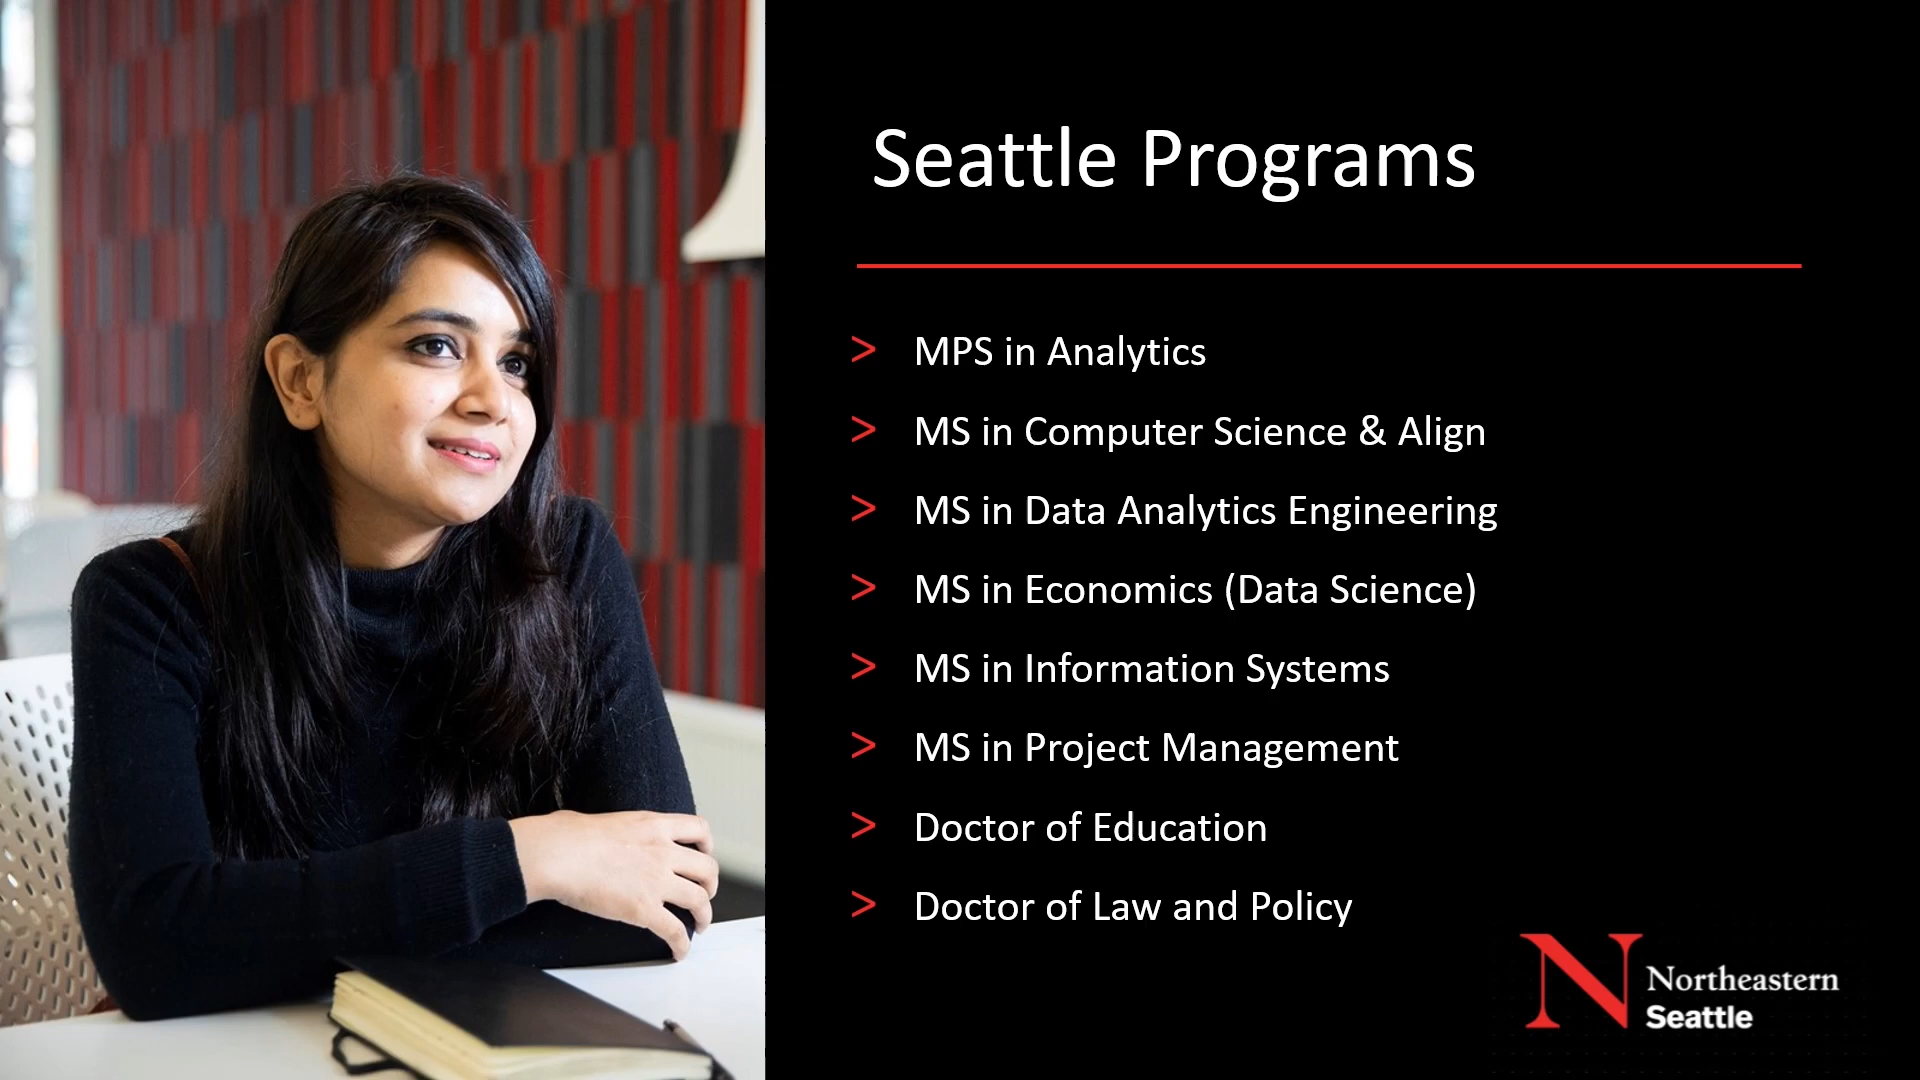 Seattle Programs
> MPS in Analytics
> MS in Computer Science & Align
> MS in Data Analytics Engineering
> MS in Economics (Data Science)
> MS in Information Systems
> MS in Project Management
> Doctor of Education
> Doctor of Law and Policy
N Northeastern
Seattle